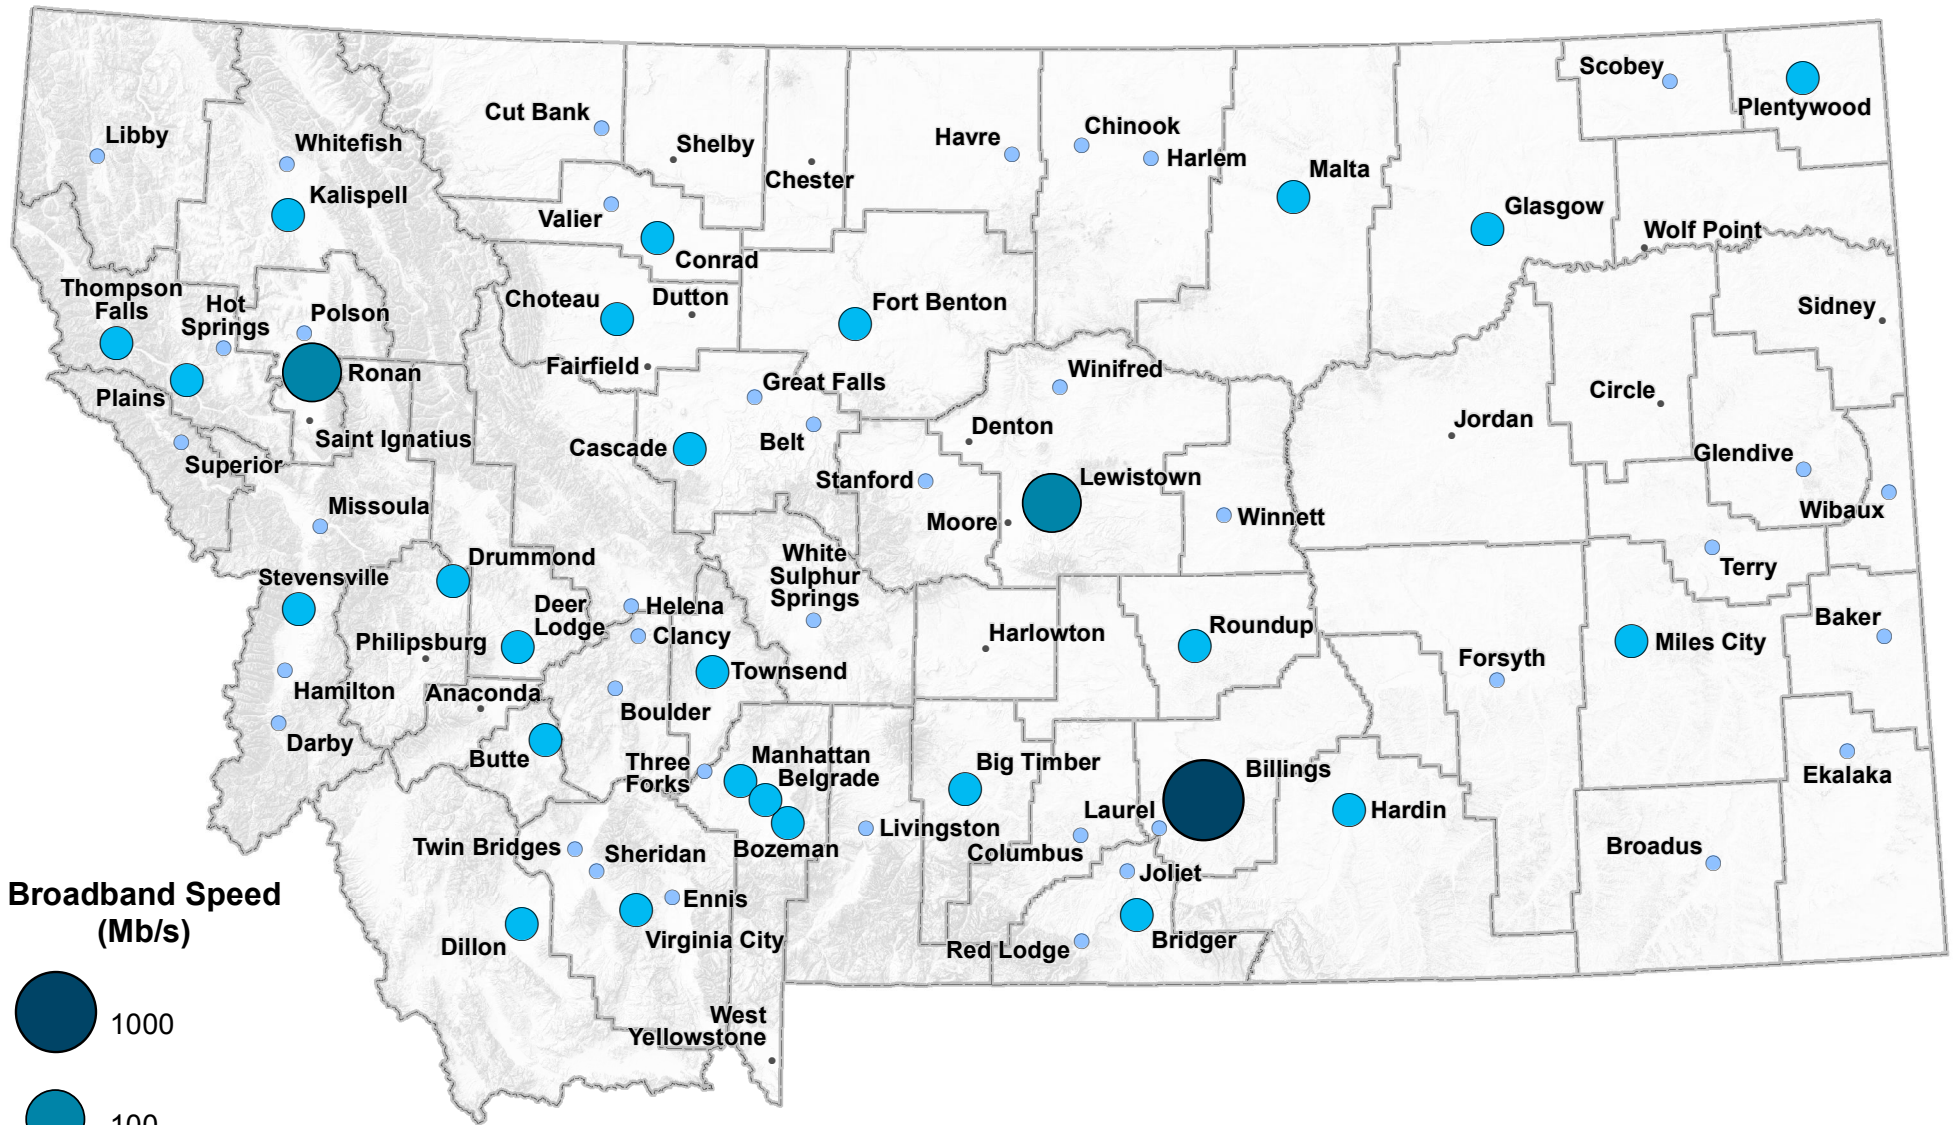 Scobey
Plentywood
Cut Bank
Libby
Whitefish
Shelby
Havre
Chinook
Harlem
Malta
Chester
Kalispell
Valier
Glasgow
Wolf Point
Conrad
Thompson
Falls
Hot
Springs
Polson
Choteau
Dutton
Fort Benton
Sidney
Ronan
Fairfield
Great Falls
Winifred
Circle
Plains
Saint Ignatius
Cascade
Belt
Denton
Jordan
Superior
Stanford
Lewistown
Glendive
Missoula
Moore
Winnett
Wibaux
Drummond
White
Sulphur
Springs
Terry
Stevensville
Deer
Lodge
Helena
Clancy
Philipsburg
Harlowton
Roundup
Baker
Miles City
Townsend
Forsyth
Hamilton
Anaconda
Boulder
Darby
Butte
Three
Forks
Manhattan
Belgrade
Big Timber
Billings
Ekalaka
Laurel
Hardin
Livingston
Columbus
Bozeman
Twin Bridges
Sheridan
Broadus
Joliet
Ennis
Virginia City
Dillon
Red Lodge
Bridger
Broadband Speed
(Mb/s)
West
Yellowstone
1000
100